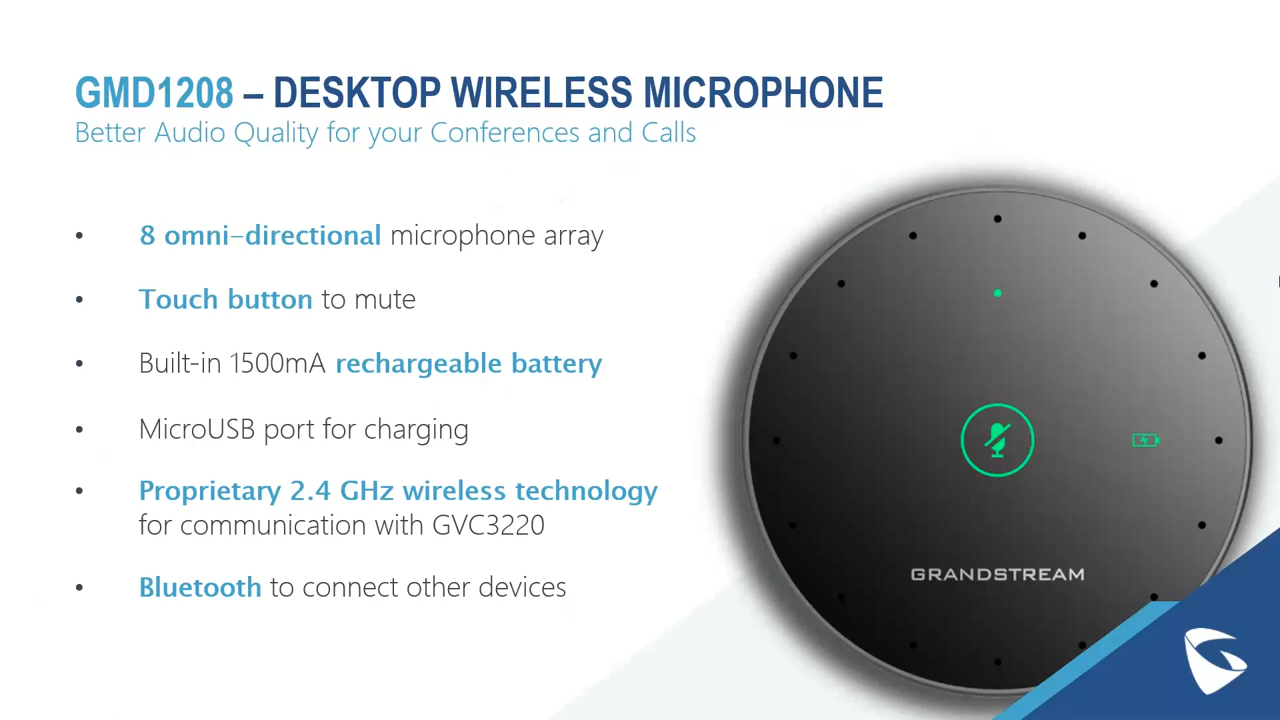 GMD1208 – DESKTOP WIRELESS MICROPHONE
Better Audio Quality for your Conferences and Calls
• 8 omni-directional microphone array
• Touch button to mute
• Built-in 1500mA rechargeable battery
• MicroUSB port for charging
• Proprietary 2.4 GHz wireless technology
for communication with GVC3220
• Bluetooth to connect other devices
GRANDSTREAM